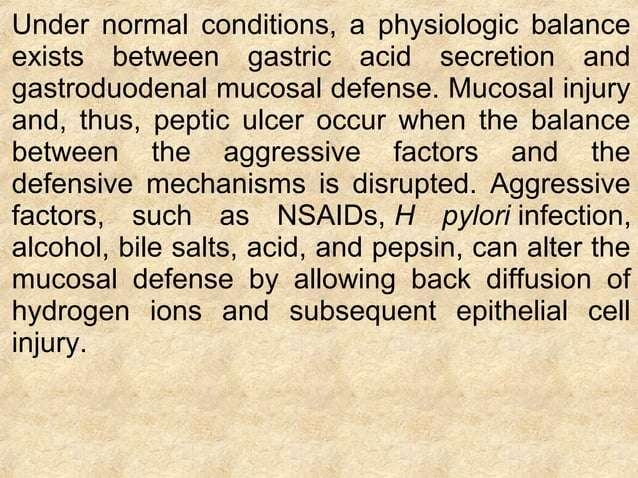 Under normal conditions, a physiologic balance
exists between gastric acid secretion and
gastroduodenal mucosal defense. Mucosal injury
and, thus, peptic ulcer occur when the balance
between the aggressive factors and the
defensive mechanisms is disrupted. Aggressive
factors, such as NSAIDs, H pylori infection,
alcohol, bile salts, acid, and pepsin, can alter the
mucosal defense by allowing back diffusion of
hydrogen ions and subsequent epithelial cell
injury.